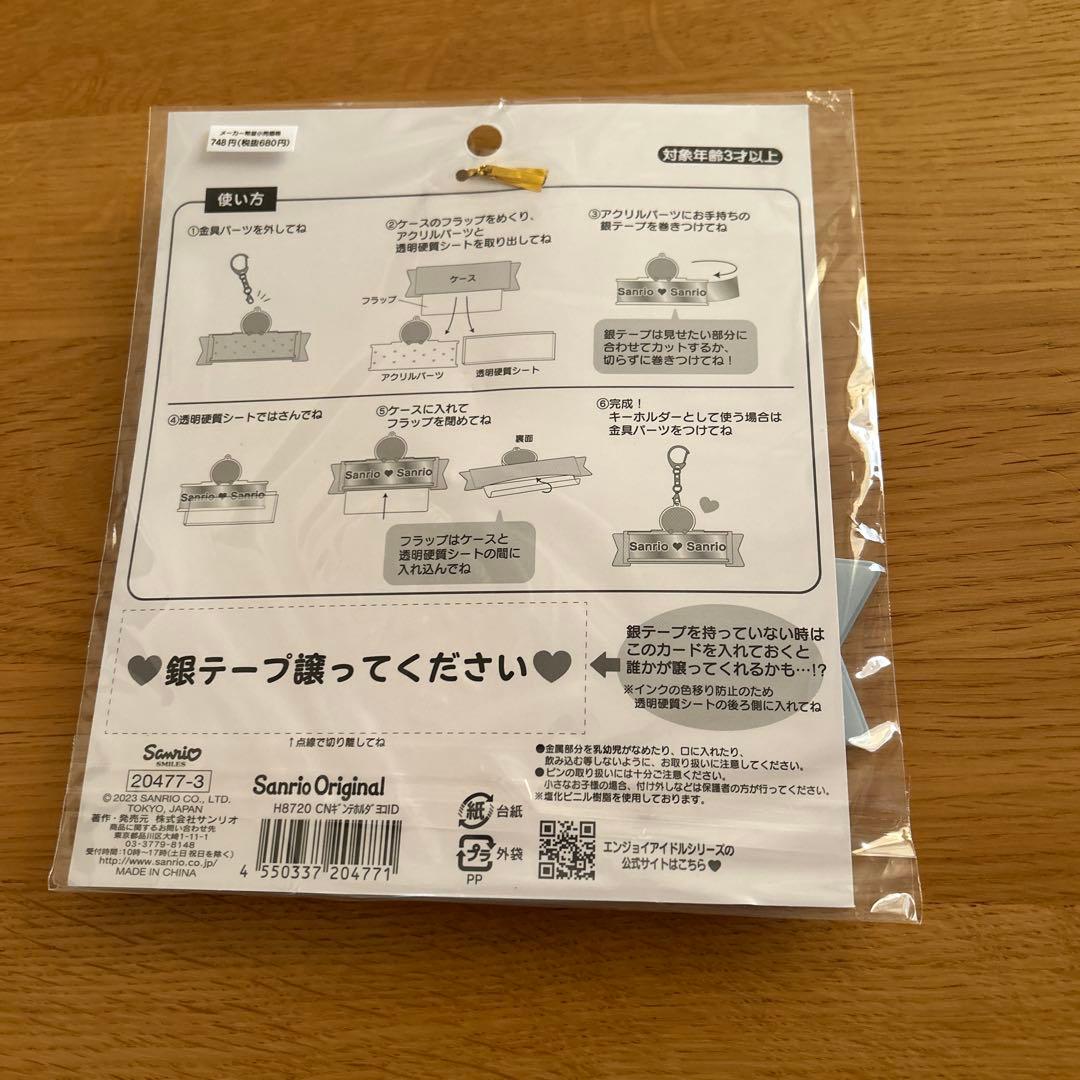 メーカー希望小売価格
748円(税抜680円)
対象年齢3才以上
使い方
①金具パーツを外してね
②ケースのフラップをめくり、
アクリルパーツと
透明硬質シートを取り出してね
ケース
フラップ
アクリルパーツ
透明硬質シート
③アクリルパーツにお手持ちの
銀テープを巻きつけてね
Sanrio ♥ Sanrio
銀テープは見せたい部分に
合わせてカットするか、
切らずに巻きつけてね!
④透明硬質シートではさんでね
Sanrio ♥ Sanrio
⑤ケースに入れて
フラップを閉めてね
裏面
Sanrio ♥ Sanrio
フラップはケースと
透明硬質シートの間に
入れ込んでね
⑥完成!
キーホルダーとして使う場合は
金具パーツをつけてね
Sanrio ♥ Sanrio
♥銀テープ譲ってください♥
銀テープを持っていない時は
このカードを入れておくと
誰かが譲ってくれるかも…!?
※インクの色移り防止のため
透明硬質シートの後ろ側に入れてね
↑点線で切り離してね
Sanrio
SMILES
20477-3
©2023 SANRIO CO., LTD.
TOKYO, JAPAN
著作・発売元 株式会社サンリオ
商品に関するお問い合わせ先
東京都品川区大崎1-11-1
03-3779-8148
受付時間:10時~17時(土日祝日を除く)
http://www.sanrio.co.jp/
MADE IN CHINA
Sanrio Original
H8720 CNギンテホルダヨコIID
4 550337 204771
紙 台紙
プラ 外袋
PP
●金属部分を乳幼児がなめたり、口に入れたり、
飲み込む等しないように、お取り扱いに注意してください。
●ピンの取り扱いには十分ご注意ください。
小さなお子様の場合、付け外しなどは保護者の方が行ってください。
※塩化ビニル樹脂を使用しております。
エンジョイアイドルシリーズの
公式サイトはこちら♥